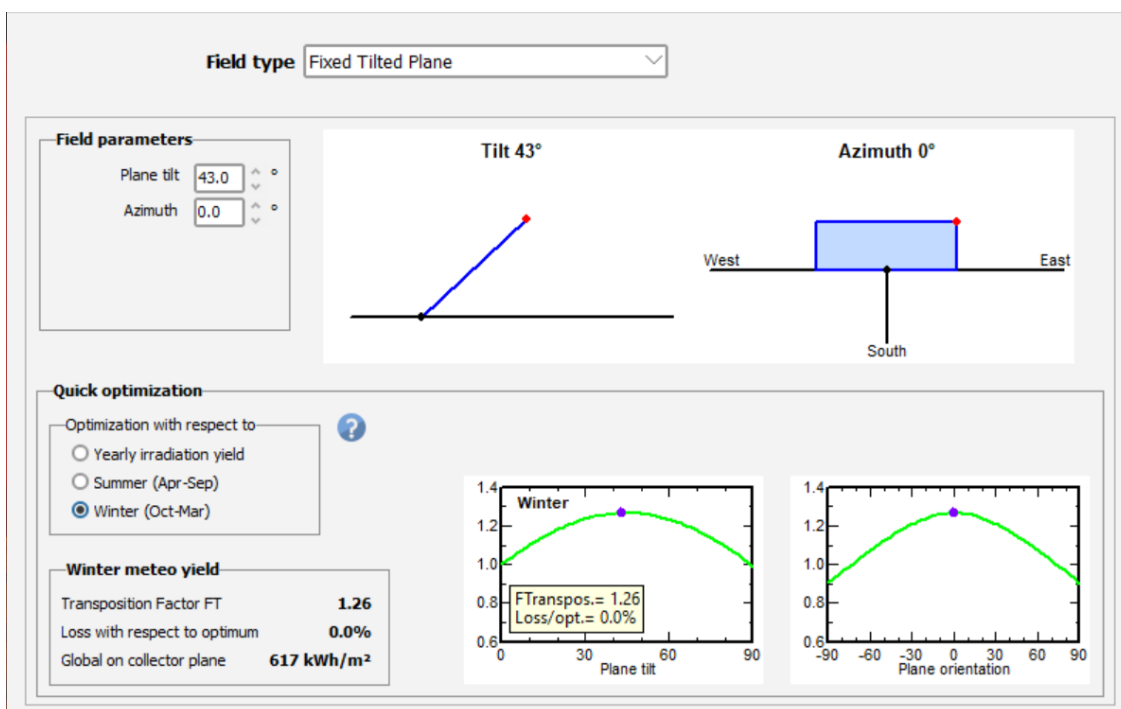 Field type Fixed Tilted Plane
Field parameters
Plane tilt 43.0 °
Azimuth 0.0 °
Tilt 43°
Azimuth 0°
West
East
South
Quick optimization
Optimization with respect to
Yearly irradiation yield
Summer (Apr-Sep)
Winter (Oct-Mar)
?
Winter meteo yield
Transposition Factor FT 1.26
Loss with respect to optimum 0.0%
Global on collector plane 617 kWh/m²
Winter
1.4
1.2
1.0
0.8
0.6
FTranspos.= 1.26
Loss/opt.= 0.0%
0 30 60 90
Plane tilt
1.4
1.2
1.0
0.8
0.6
-90 -60 -30 0 30 60 90
Plane orientation